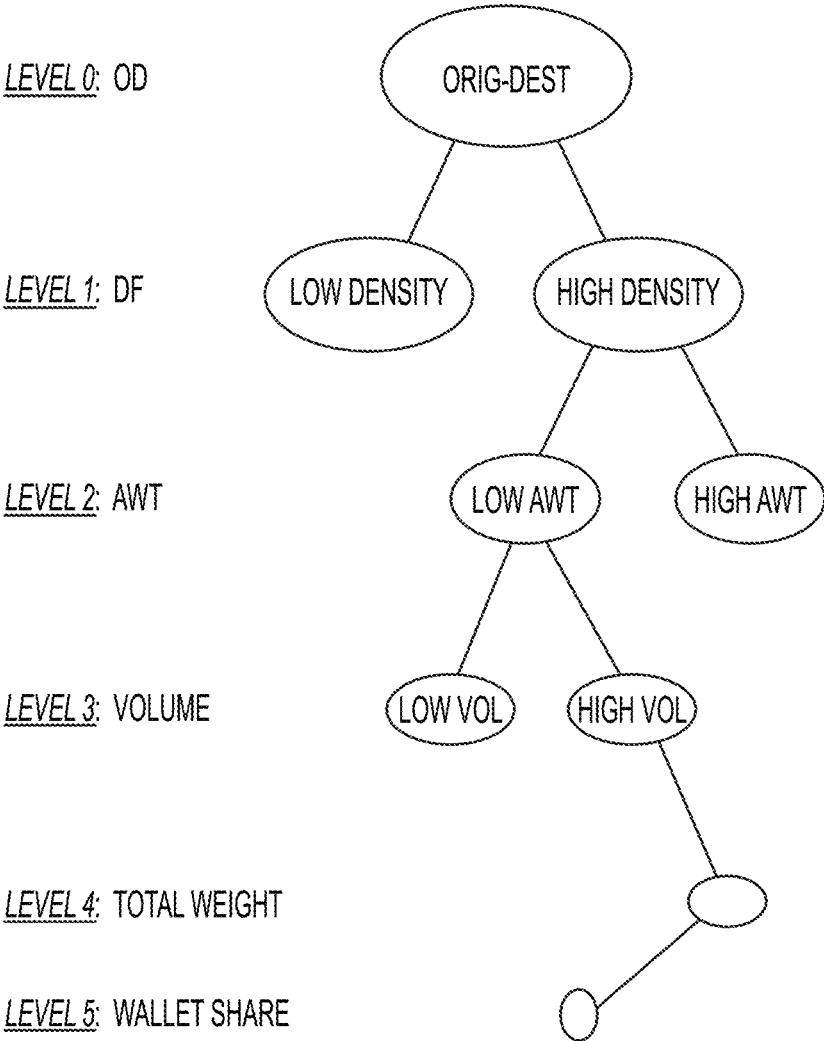 LEVEL 0: OD
ORIG-DEST
LEVEL 1: DF
LOW DENSITY
HIGH DENSITY
LEVEL 2: AWT
LOW AWT
HIGH AWT
LEVEL 3: VOLUME
LOW VOL
HIGH VOL
LEVEL 4: TOTAL WEIGHT
LEVEL 5: WALLET SHARE